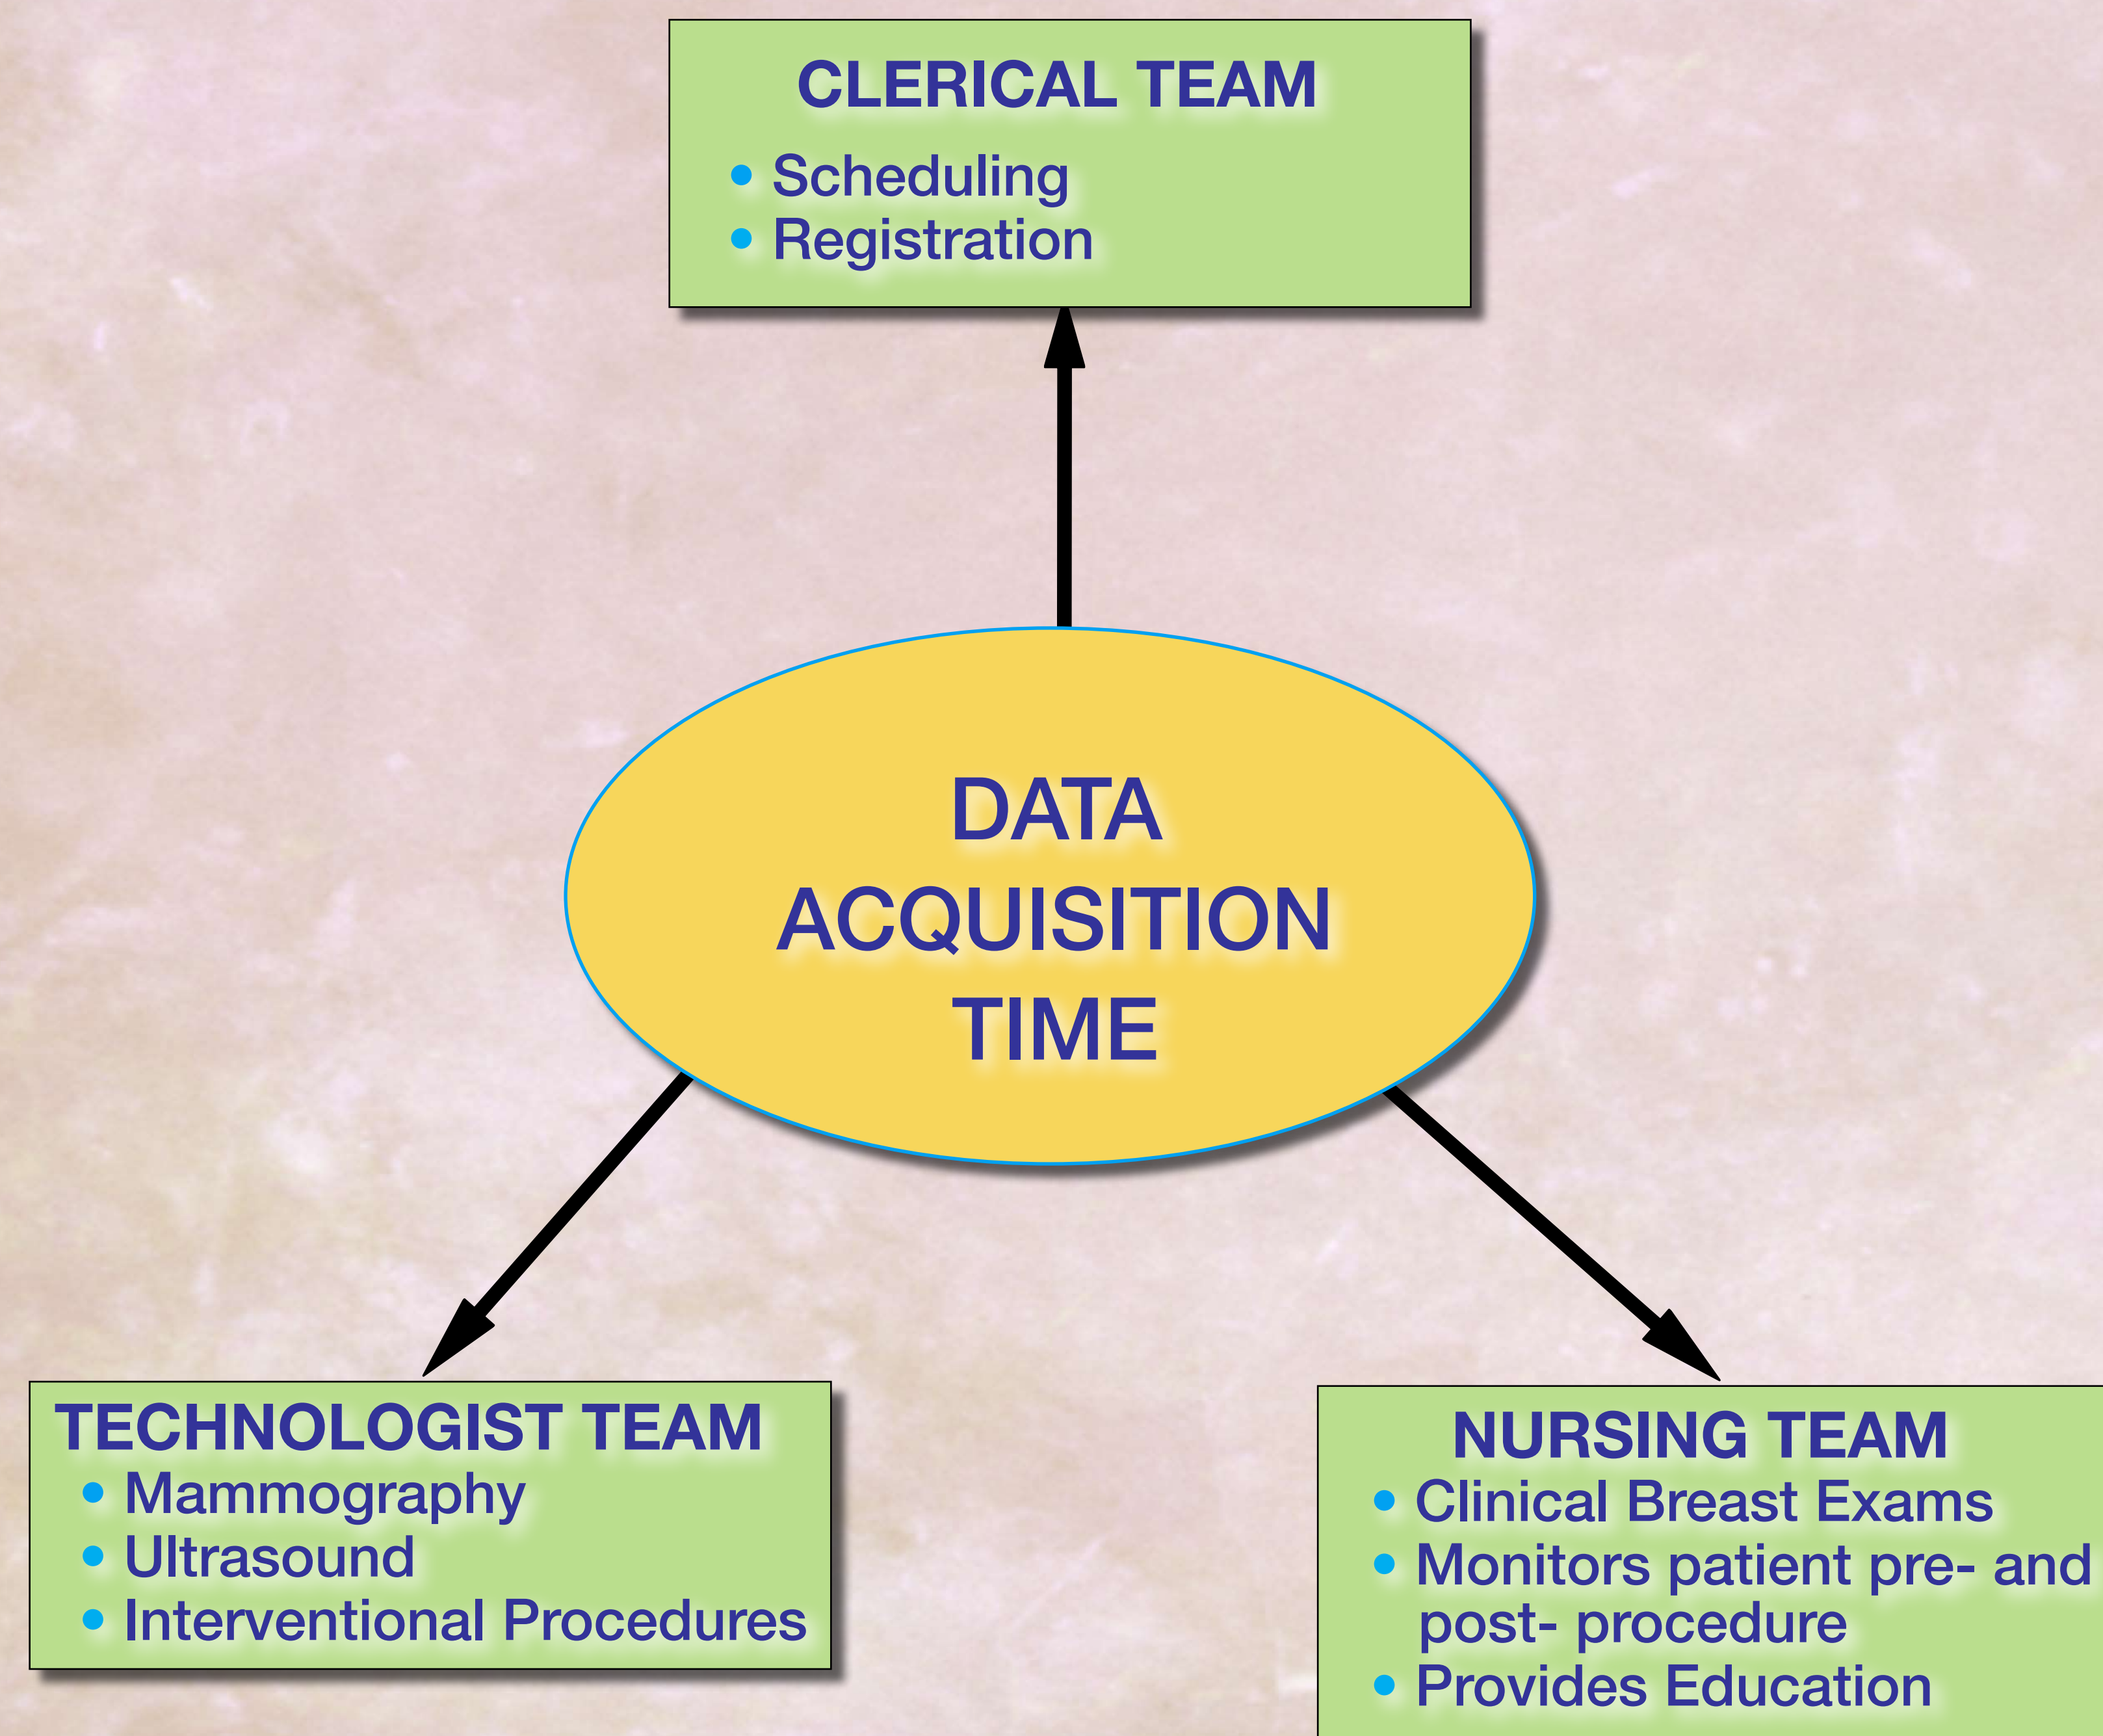 CLERICAL TEAM
• Scheduling
• Registration
DATA
ACQUISITION
TIME
TECHNOLOGIST TEAM
• Mammography
• Ultrasound
• Interventional Procedures
NURSING TEAM
• Clinical Breast Exams
• Monitors patient pre- and
post- procedure
• Provides Education